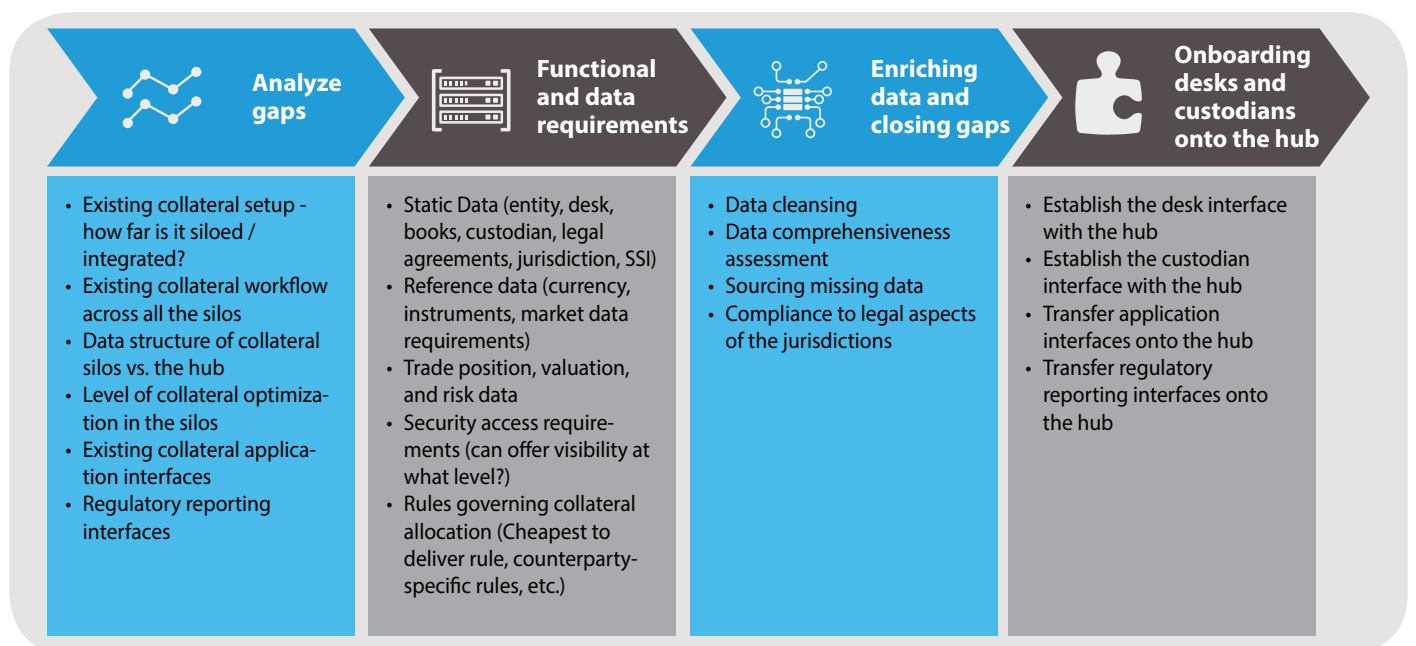 Analyze
gaps
• Existing collateral setup -
how far is it siloed /
integrated?
• Existing collateral workflow
across all the silos
• Data structure of collateral
silos vs. the hub
• Level of collateral optimiza-
tion in the silos
• Existing collateral applica-
tion interfaces
• Regulatory reporting
interfaces
Functional
and data
requirements
• Static Data (entity, desk,
books, custodian, legal
agreements, jurisdiction, SSI)
• Reference data (currency,
instruments, market data
requirements)
• Trade position, valuation,
and risk data
• Security access require-
ments (can offer visibility at
what level?)
• Rules governing collateral
allocation (Cheapest to
deliver rule, counterparty-
specific rules, etc.)
Enriching
data and
closing gaps
• Data cleansing
• Data comprehensiveness
assessment
• Sourcing missing data
• Compliance to legal aspects
of the jurisdictions
Onboarding
desks and
custodians
onto the hub
• Establish the desk interface
with the hub
• Establish the custodian
interface with the hub
• Transfer application
interfaces onto the hub
• Transfer regulatory
reporting interfaces onto
the hub